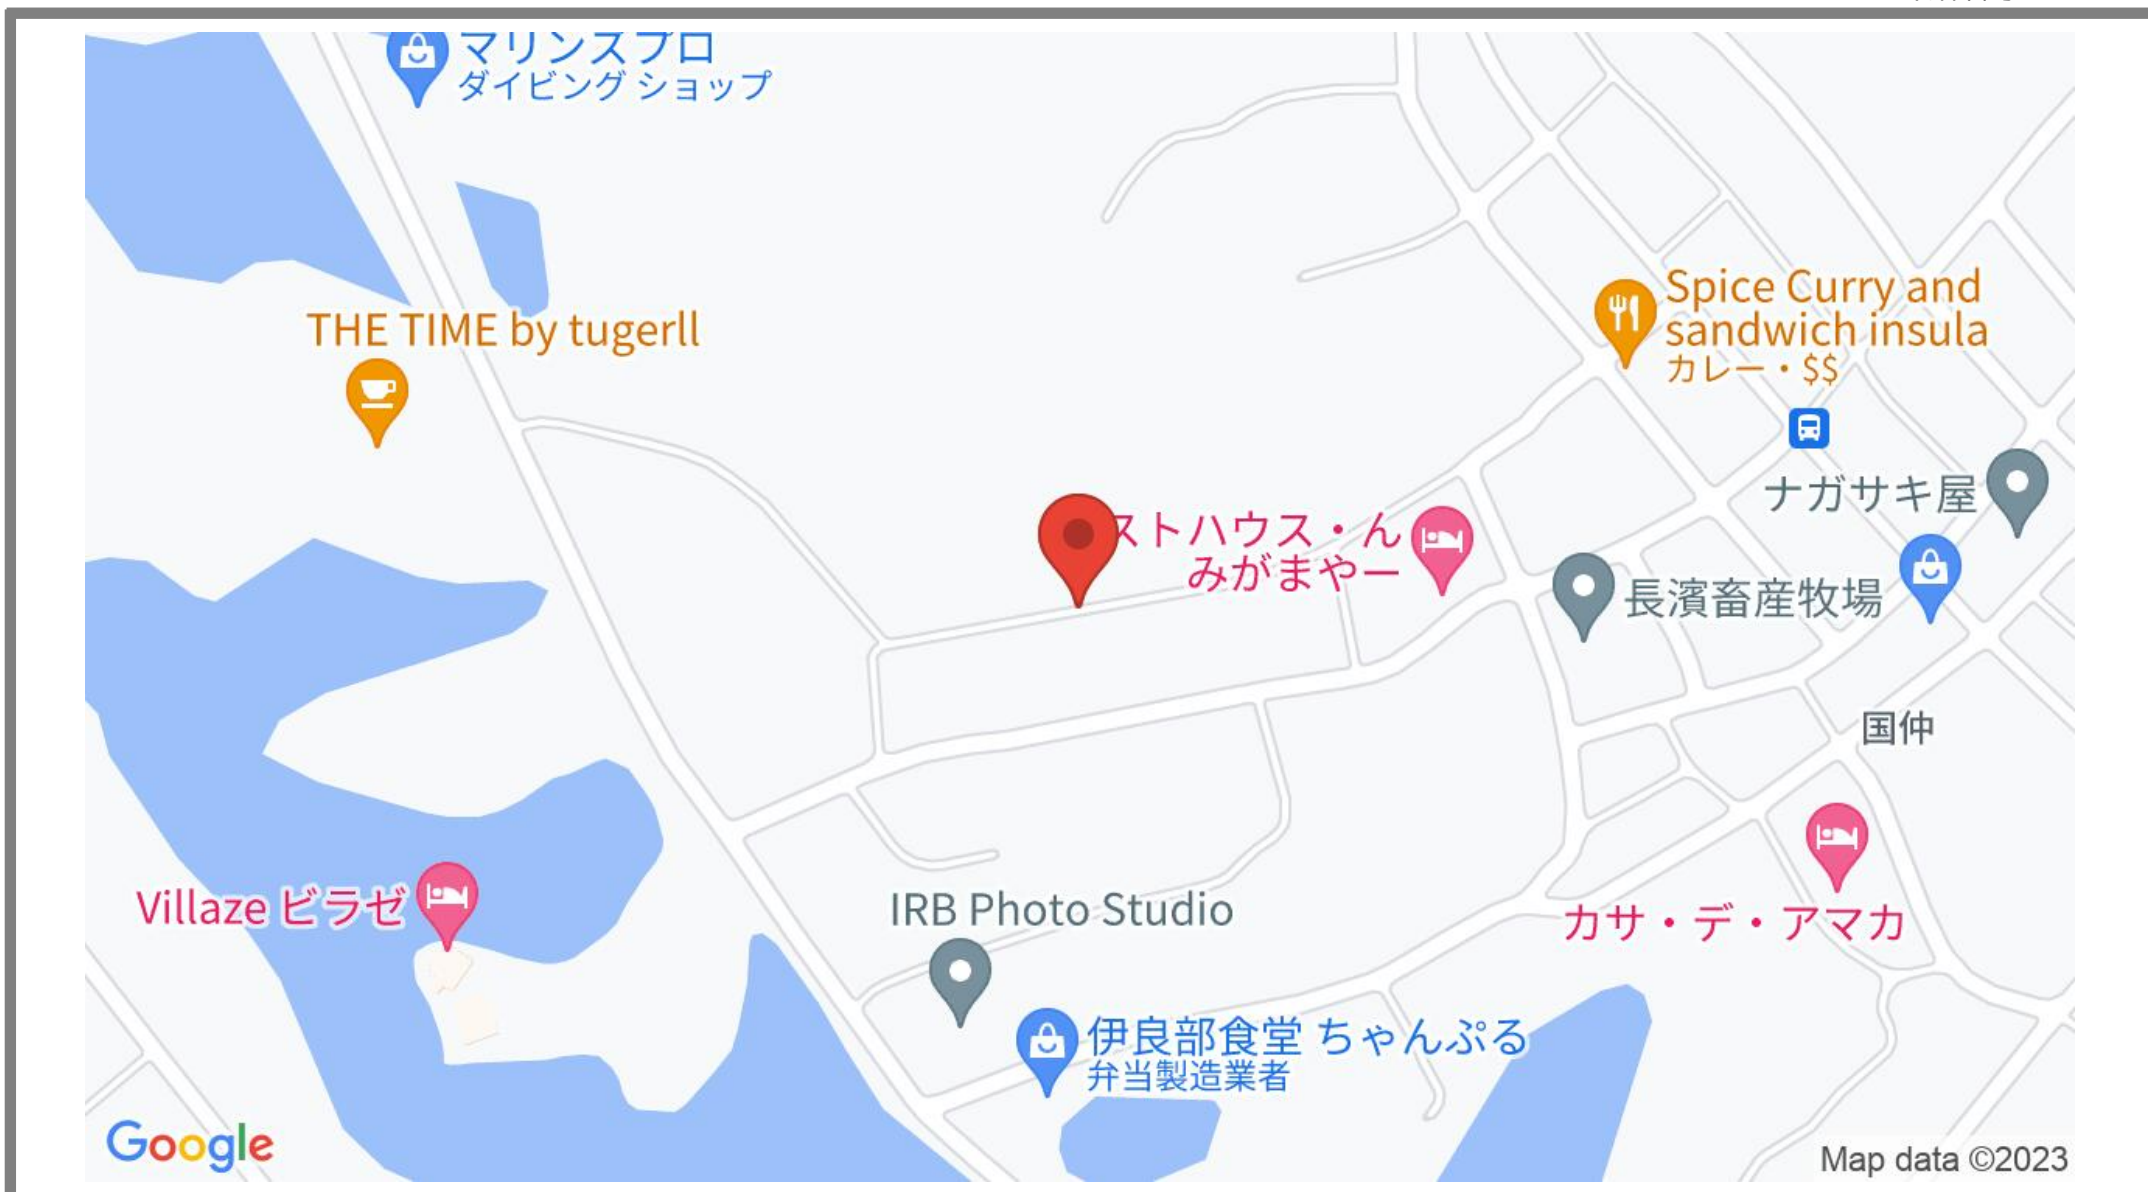 マリンスプロ
ダイビング ショップ
THE TIME by tugerll
Spice Curry and
sandwich insula
カレー・$$
ナガサキ屋
ストハウス・ん
みがまやー
長濱畜産牧場
国仲
Villaze ビラゼ
IRB Photo Studio
カサ・デ・アマカ
伊良部食堂 ちゃんぷる
弁当製造業者
Google
Map data ©2023